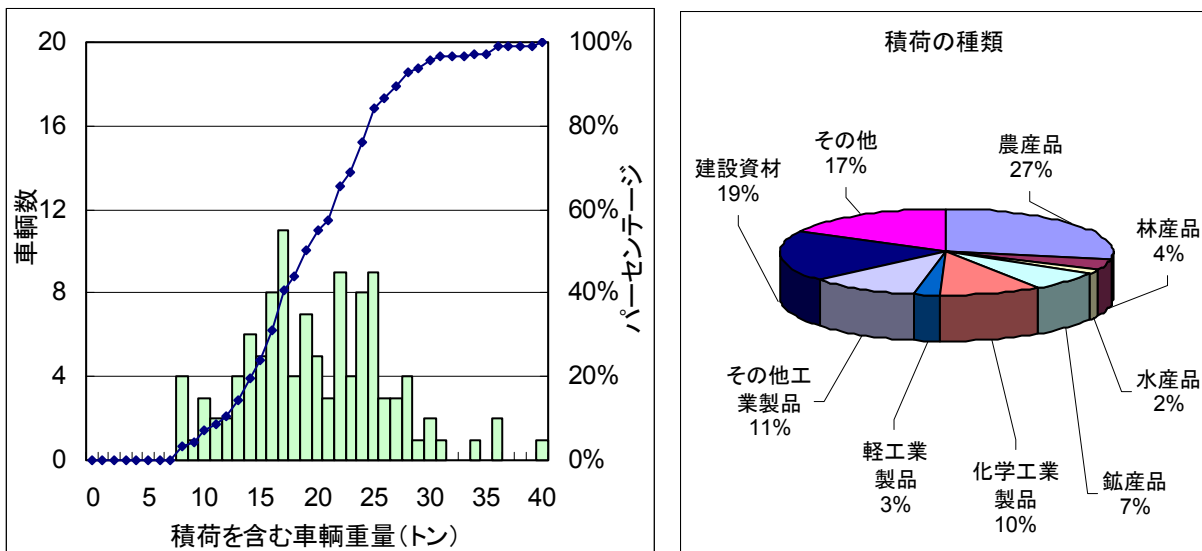 20
16
12
8
4
0
車輌数
100%
80%
60%
40%
20%
0%
パーセンテージ
0 5 10 15 20 25 30 35 40
積荷を含む車輌重量(トン)
積荷の種類
農産品
27%
林産品
4%
水産品
2%
鉱産品
7%
化学工業
製品
10%
軽工業
製品
3%
その他工
業製品
11%
建設資材
19%
その他
17%